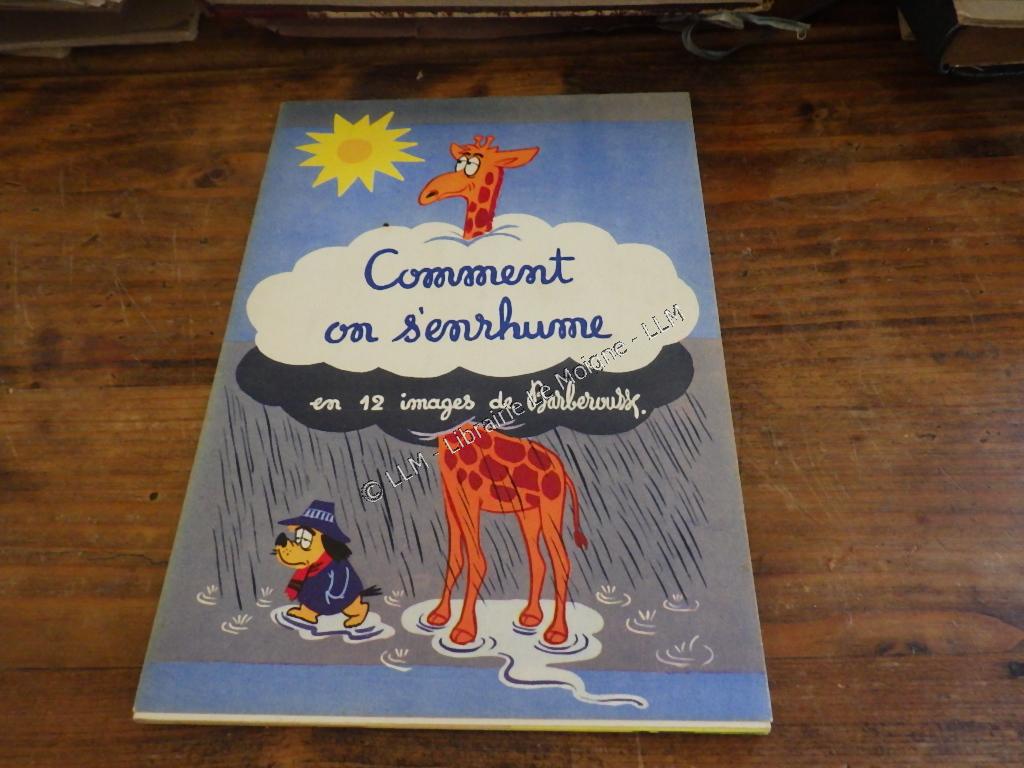 Comment
on s'enrhume
en 12 images de Barberousse.
© LLM - Librairie Le Moigne - LLM